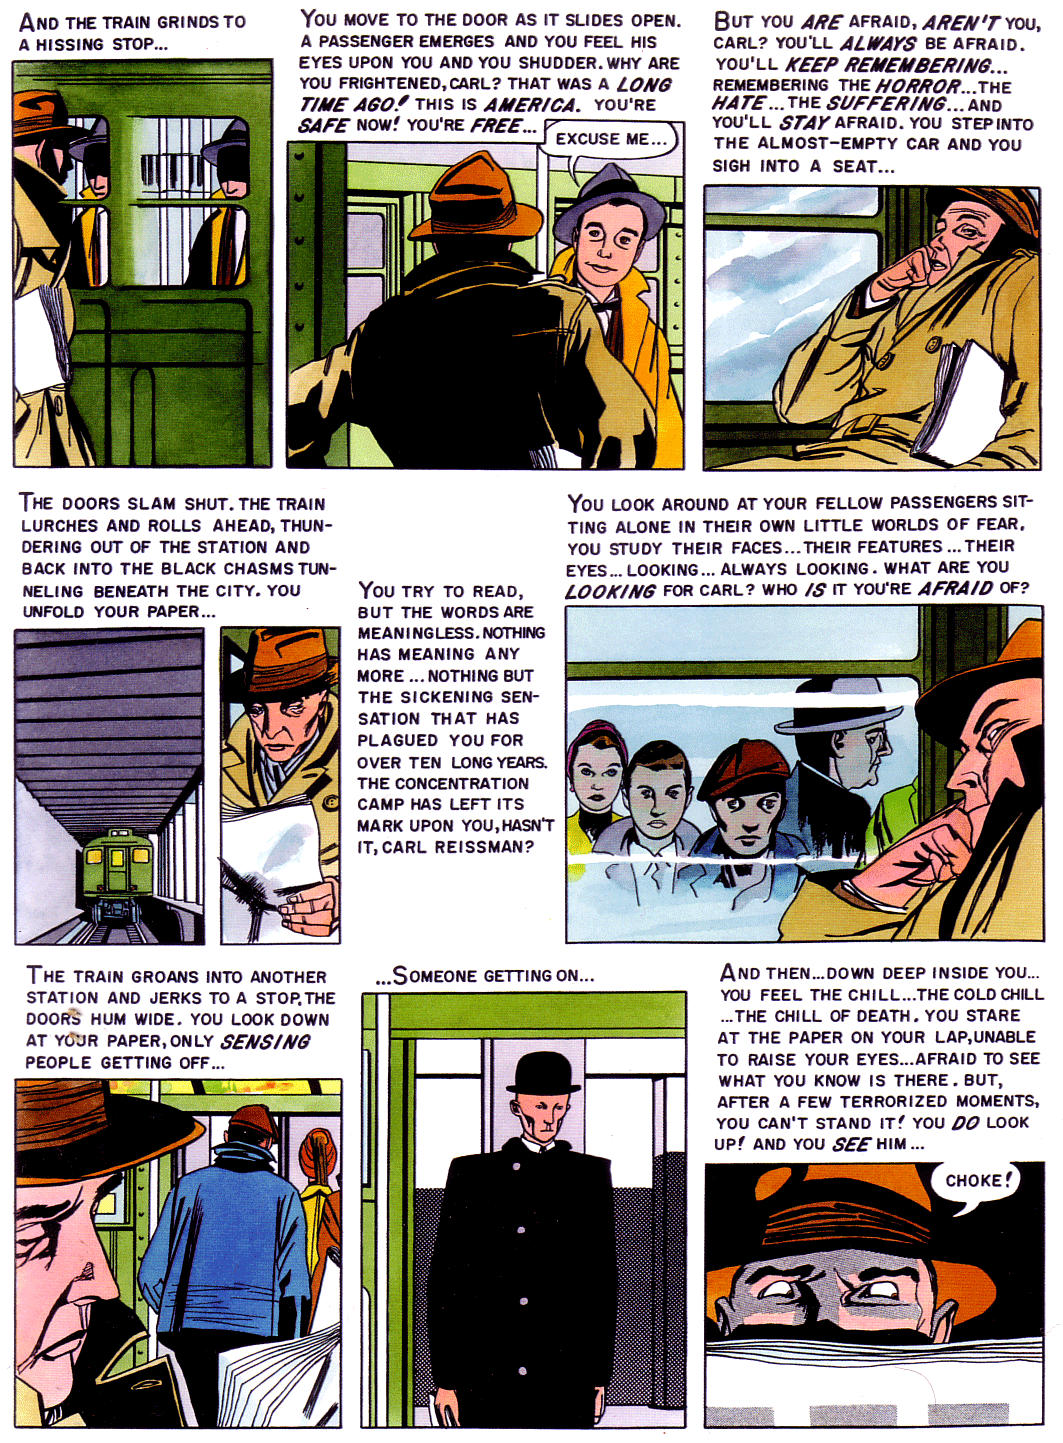 AND THE TRAIN GRINDS TO
A HISSING STOP...
YOU MOVE TO THE DOOR AS IT SLIDES OPEN.
A PASSENGER EMERGES AND YOU FEEL HIS
EYES UPON YOU AND YOU SHUDDER. WHY ARE
YOU FRIGHTENED, CARL? THAT WAS A LONG
TIME AGO! THIS IS AMERICA. YOU'RE
SAFE NOW! YOU'RE FREE...
EXCUSE ME...
BUT YOU ARE AFRAID, AREN'T YOU,
CARL? YOU'LL ALWAYS BE AFRAID.
YOU'LL KEEP REMEMBERING...
REMEMBERING THE HORROR...THE
HATE...THE SUFFERING...AND
YOU'LL STAY AFRAID. YOU STEP INTO
THE ALMOST-EMPTY CAR AND YOU
SIGH INTO A SEAT...
THE DOORS SLAM SHUT. THE TRAIN
LURCHES AND ROLLS AHEAD, THUN-
DERING OUT OF THE STATION AND
BACK INTO THE BLACK CHASMS TUN-
NELING BENEATH THE CITY. YOU
UNFOLD YOUR PAPER...
YOU TRY TO READ,
BUT THE WORDS ARE
MEANINGLESS. NOTHING
HAS MEANING ANY
MORE...NOTHING BUT
THE SICKENING SEN-
SATION THAT HAS
PLAGUED YOU FOR
OVER TEN LONG YEARS.
THE CONCENTRATION
CAMP HAS LEFT ITS
MARK UPON YOU, HASN'T
IT, CARL REISSMAN?
YOU LOOK AROUND AT YOUR FELLOW PASSENGERS SIT-
TING ALONE IN THEIR OWN LITTLE WORLDS OF FEAR.
YOU STUDY THEIR FACES...THEIR FEATURES...THEIR
EYES...LOOKING...ALWAYS LOOKING. WHAT ARE YOU
LOOKING FOR CARL? WHO IS IT YOU'RE AFRAID OF?
THE TRAIN GROANS INTO ANOTHER
STATION AND JERKS TO A STOP. THE
DOORS HUM WIDE. YOU LOOK DOWN
AT YOUR PAPER, ONLY SENSING
PEOPLE GETTING OFF...
...SOMEONE GETTING ON...
AND THEN...DOWN DEEP INSIDE YOU...
YOU FEEL THE CHILL...THE COLD CHILL
...THE CHILL OF DEATH. YOU STARE
AT THE PAPER ON YOUR LAP, UNABLE
TO RAISE YOUR EYES...AFRAID TO SEE
WHAT YOU KNOW IS THERE. BUT,
AFTER A FEW TERRORIZED MOMENTS,
YOU CAN'T STAND IT! YOU DO LOOK
UP! AND YOU SEE HIM...
CHOKE!